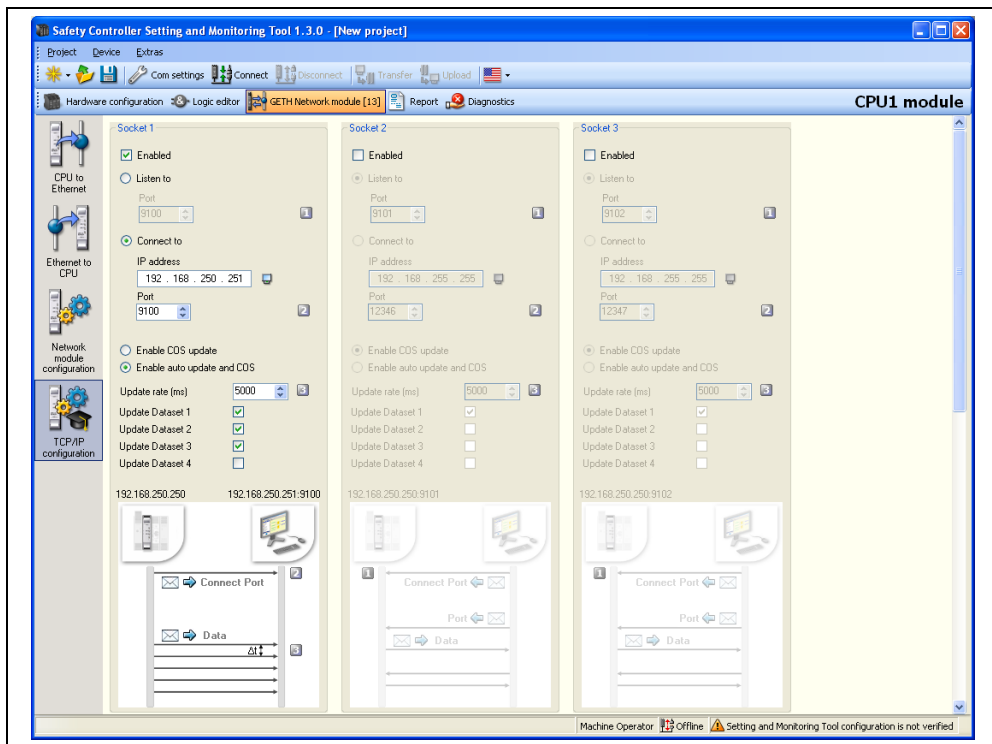 Safety Controller Setting and Monitoring Tool 1.3.0 - [New project]
Project Device Extras
Com settings Connect Disconnect Transfer Upload
Hardware configuration Logic editor GETH Network module [13] Report Diagnostics CPU1 module
CPU to
Ethernet
Ethernet to
CPU
Network
module
configuration
TCP/IP
configuration
Socket 1
Enabled
Listen to
Port
9100
1
Connect to
IP address
192 . 168 . 250 . 251
Port
9100
2
Enable COS update
Enable auto update and COS
Update rate (ms) 5000 3
Update Dataset 1
Update Dataset 2
Update Dataset 3
Update Dataset 4
192.168.250.250 192.168.250.251:9100
Connect Port 2
Data
Δt 3
Socket 2
Enabled
Listen to
Port
9101
1
Connect to
IP address
192 . 168 . 255 . 255
Port
12346
2
Enable COS update
Enable auto update and COS
Update rate (ms) 5000 3
Update Dataset 1
Update Dataset 2
Update Dataset 3
Update Dataset 4
192.168.250.250:9101
1 Connect Port
Port
Data
Socket 3
Enabled
Listen to
Port
9102
1
Connect to
IP address
192 . 168 . 255 . 255
Port
12347
2
Enable COS update
Enable auto update and COS
Update rate (ms) 5000 3
Update Dataset 1
Update Dataset 2
Update Dataset 3
Update Dataset 4
192.168.250.250:9102
1 Connect Port
Port
Data
Machine Operator Offline Setting and Monitoring Tool configuration is not verified